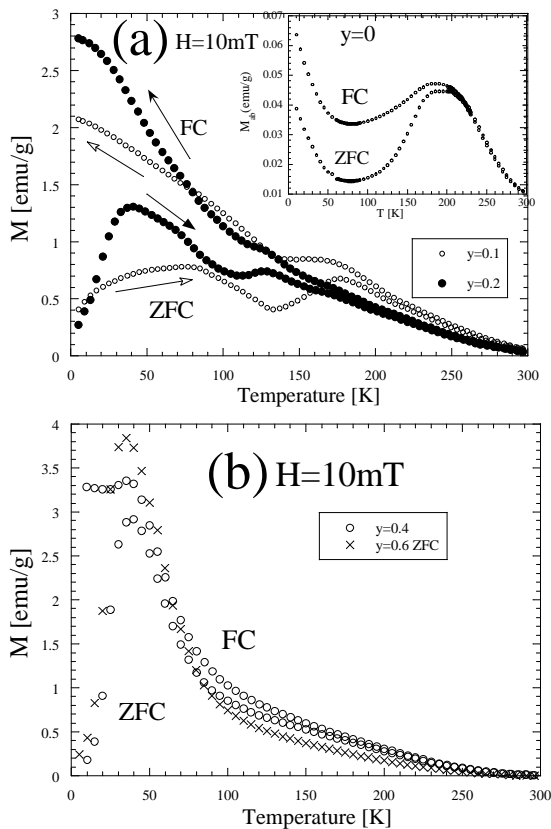 (a) H=10mT
y=0
FC
ZFC
M_ab(emu/g)
0.07
0.06
0.05
0.04
0.03
0.02
0.01
0 50 100 150 200 250 300
T [K]
FC
ZFC
y=0.1
y=0.2
M [emu/g]
3
2.5
2
1.5
1
0.5
0
0 50 100 150 200 250 300
Temperature [K]
(b) H=10mT
y=0.4
y=0.6 ZFC
FC
ZFC
M [emu/g]
4
3.5
3
2.5
2
1.5
1
0.5
0
0 50 100 150 200 250 300
Temperature [K]